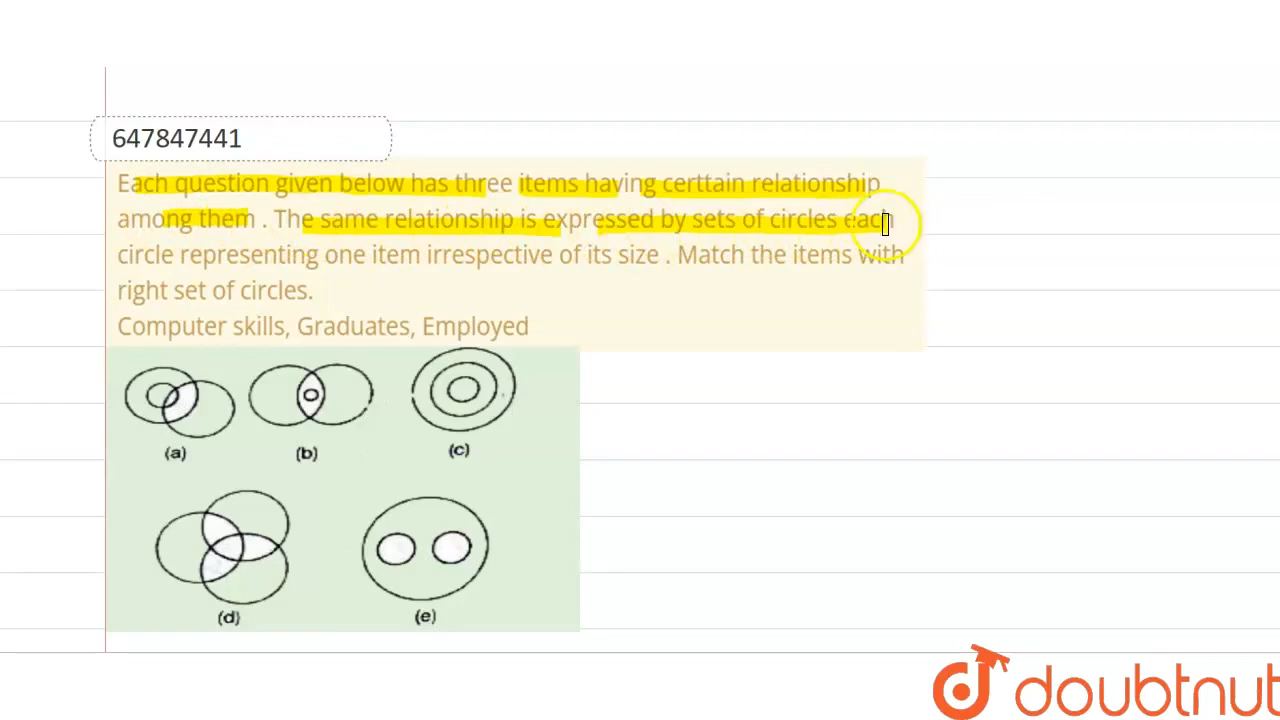 647847441
Each question given below has three items having certtain relationship
among them . The same relationship is expressed by sets of circles each
circle representing one item irrespective of its size . Match the items with
right set of circles.
Computer skills, Graduates, Employed
(a) (b) (c)
(d) (e)
doubtnut